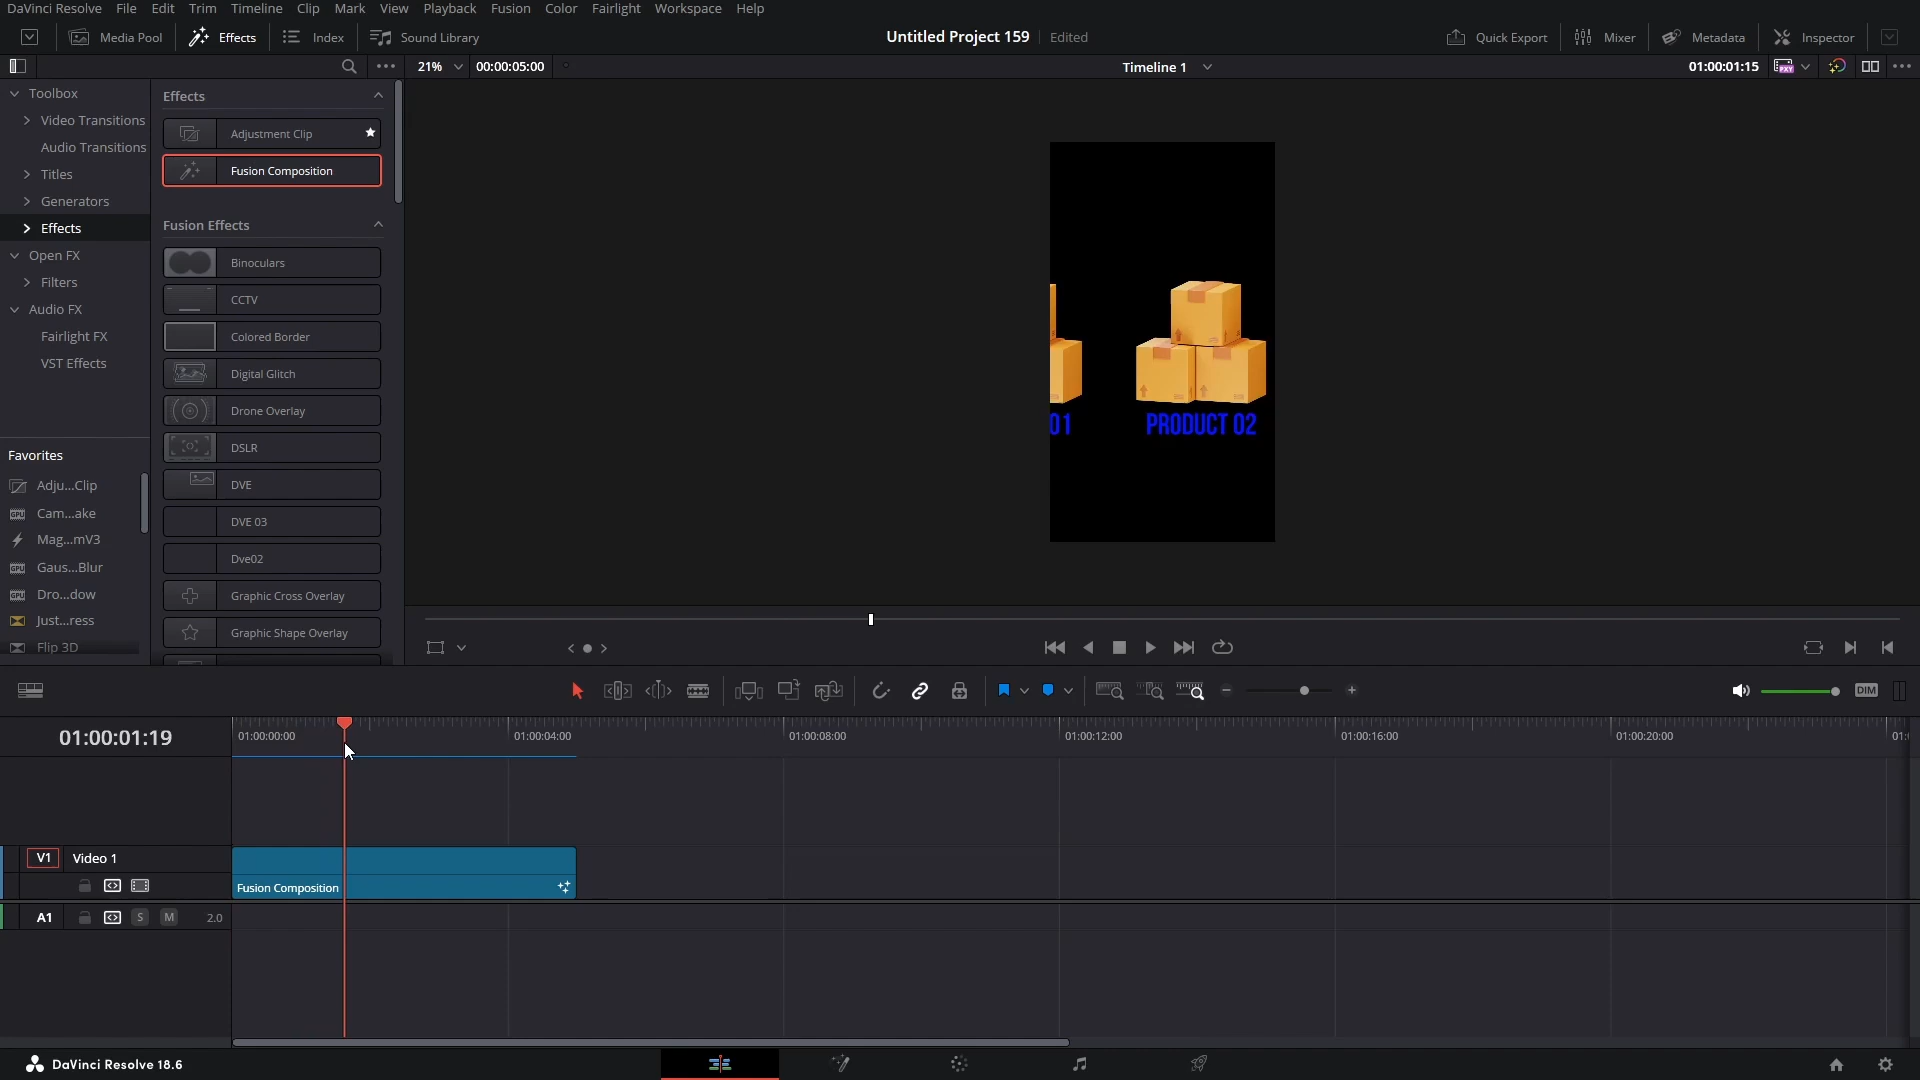 DaVinci Resolve File Edit Trim Timeline Clip Mark View Playback Fusion Color Fairlight Workspace Help
Media Pool Effects Index Sound Library Untitled Project 159 Edited Quick Export Mixer Metadata Inspector
21% 00:00:05:00 Timeline 1 01:00:01:15 PXY
Toolbox
Video Transitions
Audio Transitions
Titles
Generators
Effects
Open FX
Filters
Audio FX
Fairlight FX
VST Effects
Favorites
Adju...Clip
Cam...ake
Mag...mV3
Gaus...Blur
Dro...dow
Just...ress
Flip 3D
Effects
Adjustment Clip
Fusion Composition
Fusion Effects
Binoculars
CCTV
Colored Border
Digital Glitch
Drone Overlay
DSLR
DVE
DVE 03
Dve02
Graphic Cross Overlay
Graphic Shape Overlay
01 PRODUCT 02
DIM
01:00:01:19 01:00:00:00 01:00:04:00 01:00:08:00 01:00:12:00 01:00:16:00 01:00:20:00
V1 Video 1
Fusion Composition
A1 S M 2.0
DaVinci Resolve 18.6